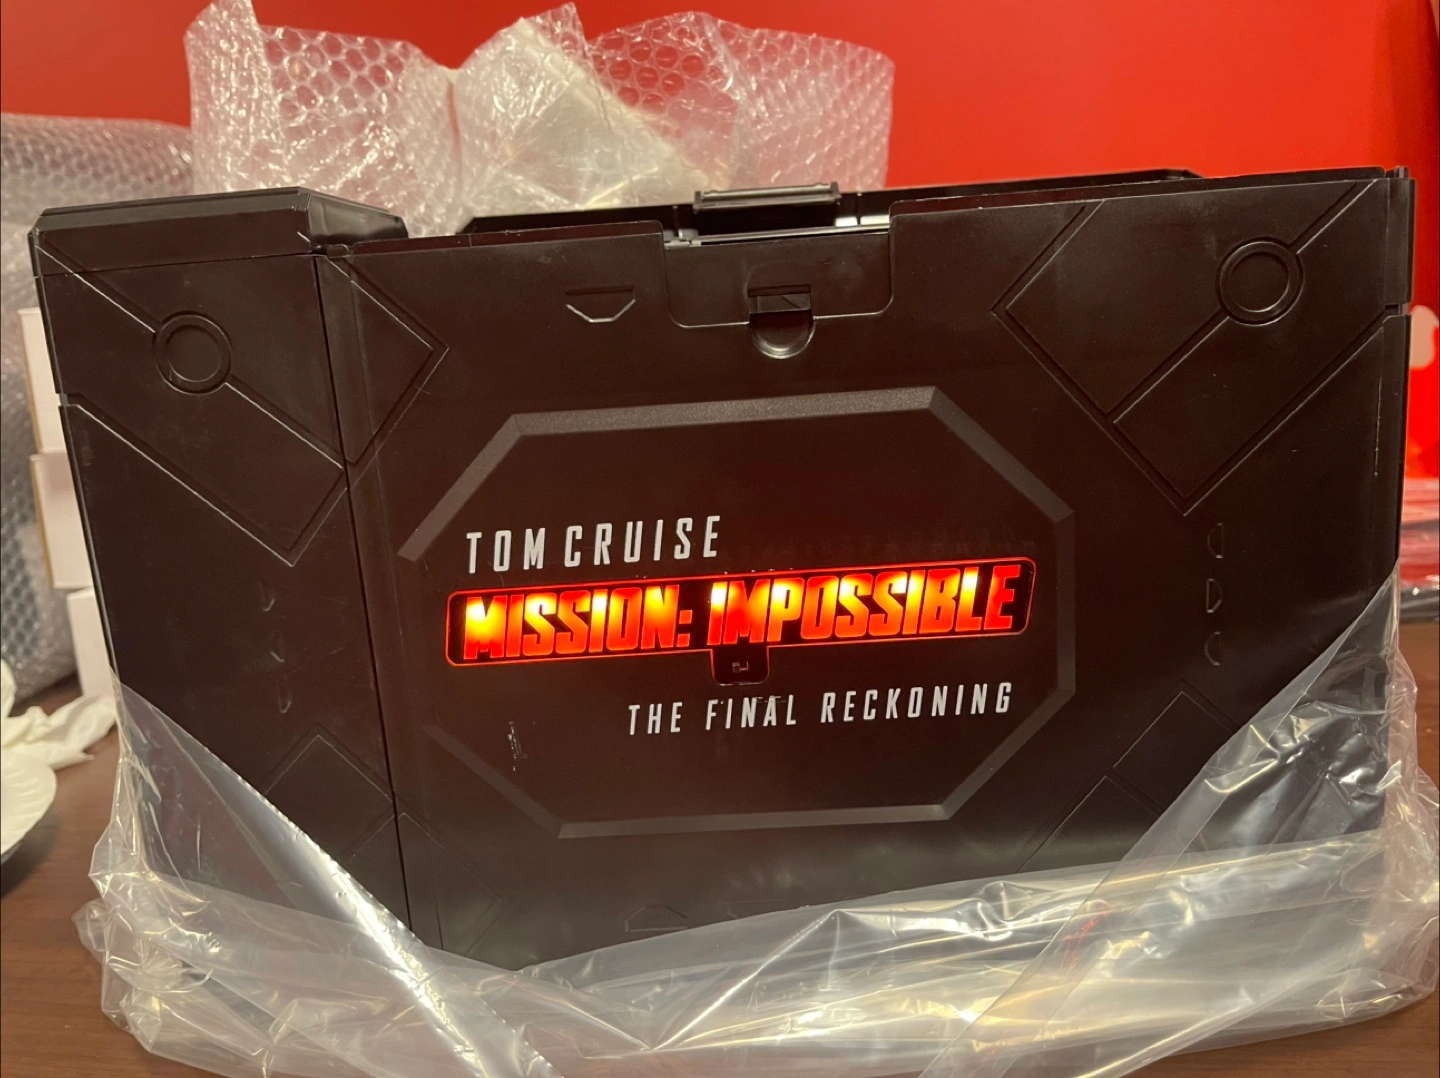 TOM CRUISE
MISSION: IMPOSSIBLE
THE FINAL RECKONING